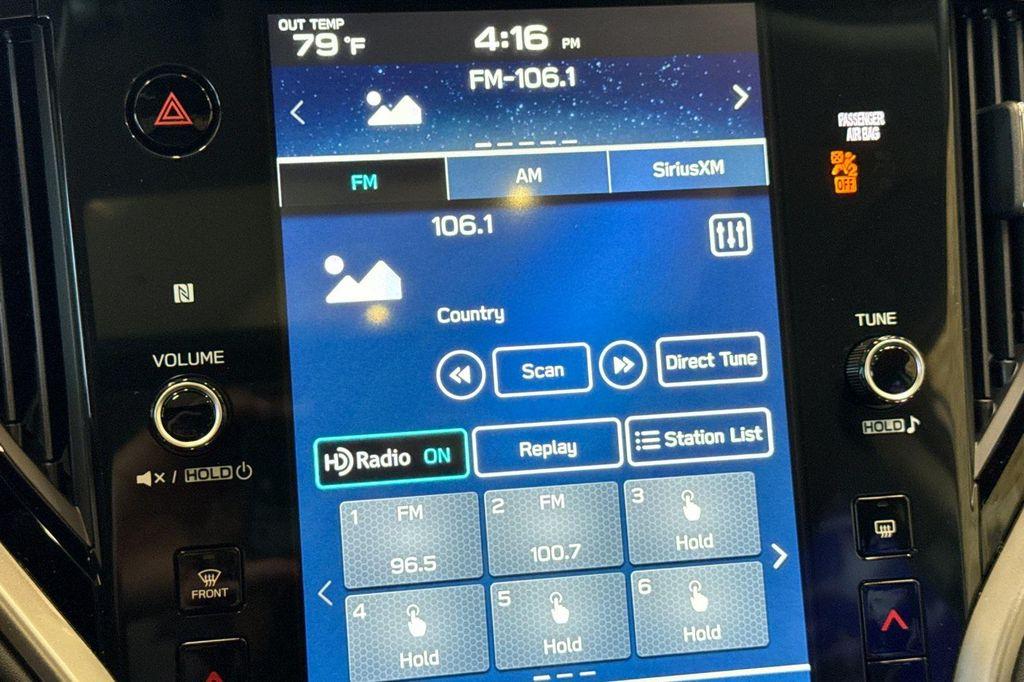 OUT TEMP
79 °F
4:16 PM
FM-106.1
FM
AM
SiriusXM
PASSENGER
AIR BAG
OFF
106.1
Country
Scan
Direct Tune
HD Radio ON
Replay
Station List
1 FM
96.5
2 FM
100.7
3
Hold
4
Hold
5
Hold
6
Hold
N
VOLUME
/ HOLD
FRONT
TUNE
HOLD